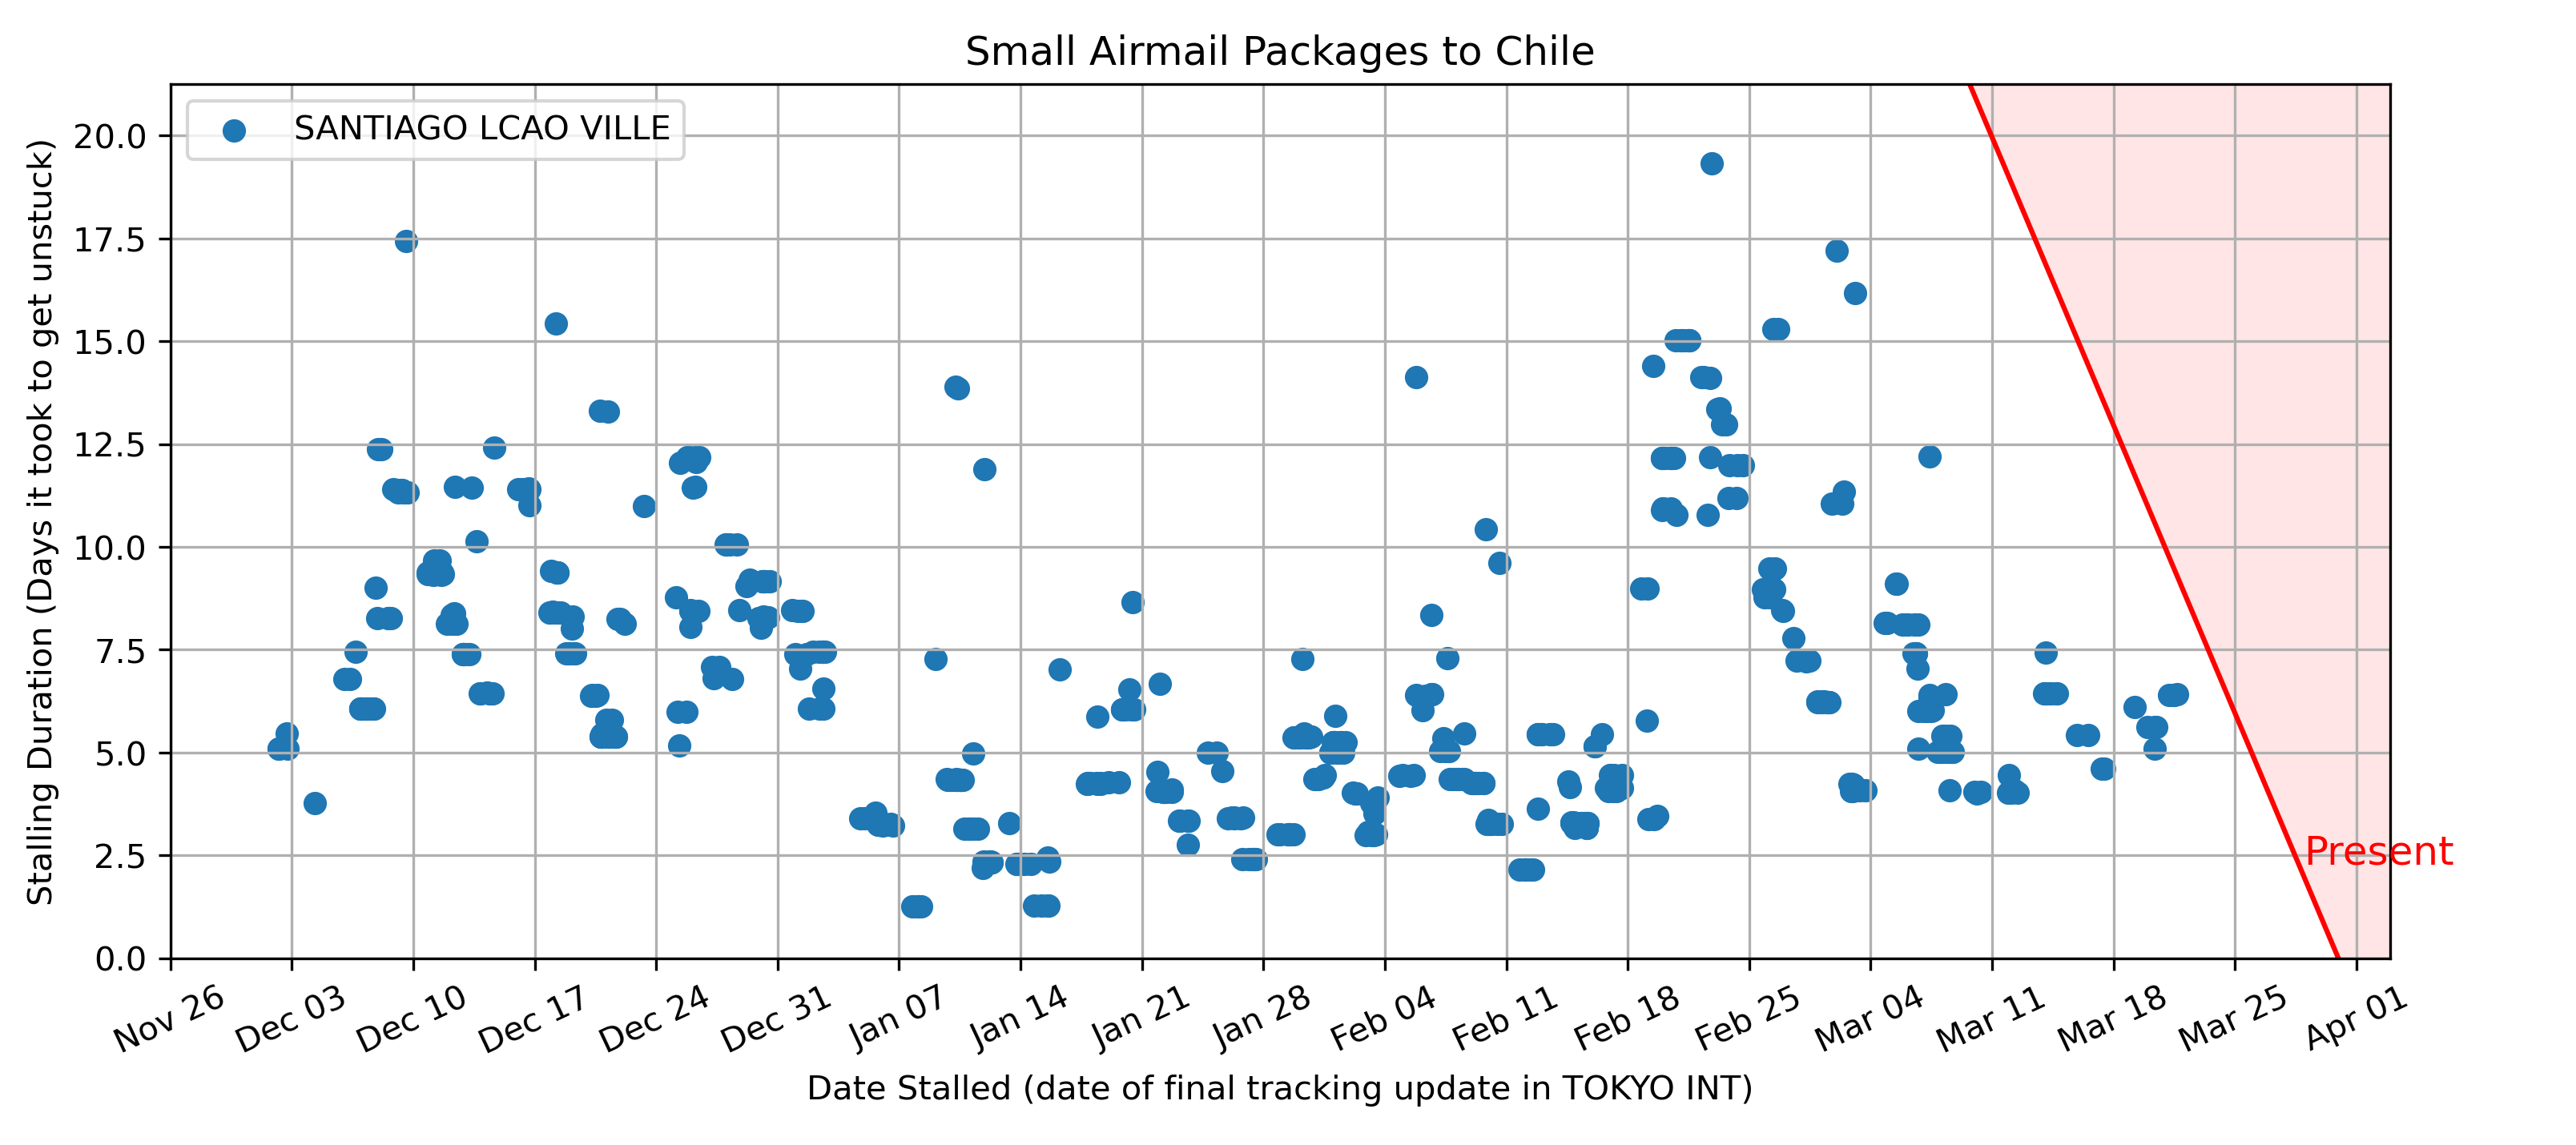 Small Airmail Packages to Chile
SANTIAGO LCAO VILLE
Stalling Duration (Days it took to get unstuck)
20.0
17.5
15.0
12.5
10.0
7.5
5.0
2.5
0.0
Present
Nov 26 Dec 03 Dec 10 Dec 17 Dec 24 Dec 31 Jan 07 Jan 14 Jan 21 Jan 28 Feb 04 Feb 11 Feb 18 Feb 25 Mar 04 Mar 11 Mar 18 Mar 25 Apr 01
Date Stalled (date of final tracking update in TOKYO INT)